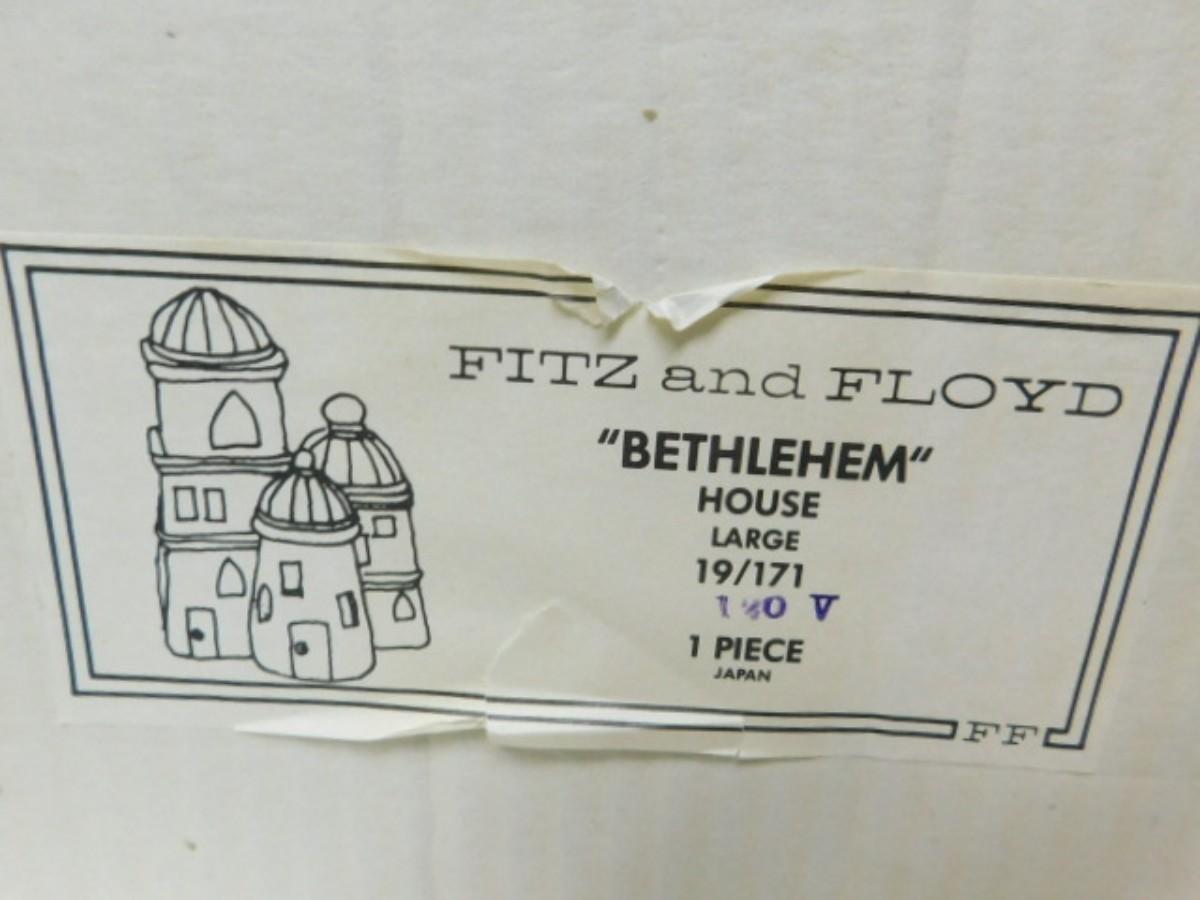 FITZ and FLOYD
"BETHLEHEM"
HOUSE
LARGE
19/171
V
1 PIECE
JAPAN
FF